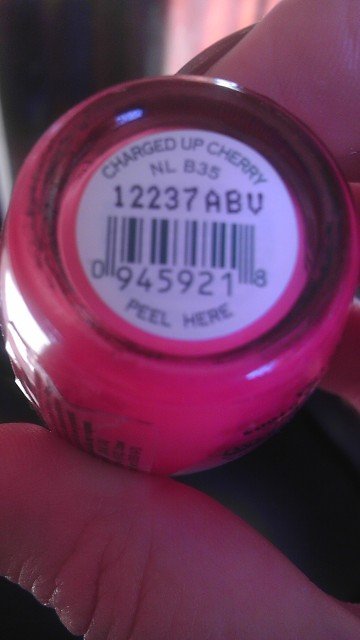 CHARGED UP CHERRY
NL B35
12237ABV
0 945921 8
PEEL HERE